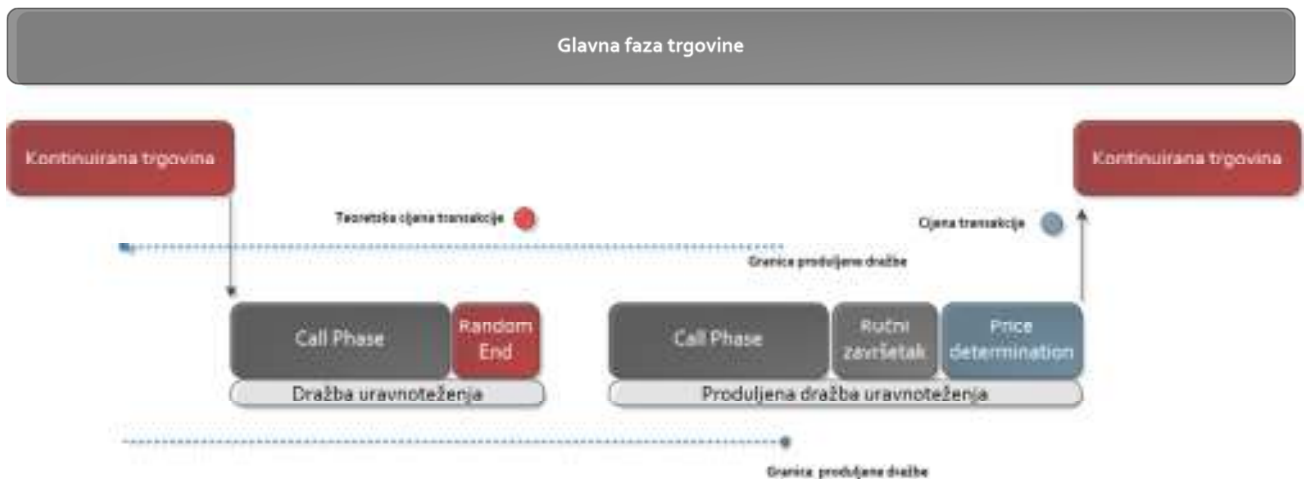 Glavna faza trgovine
Kontinuirana trgovina
Kontinuirana trgovina
Teoretska cijena transakcije
Cijena transakcije
Granica produljene dražbe
Call Phase
Random
End
Call Phase
Ručni
završetak
Price
determination
Dražba uravnoteženja
Produljena dražba uravnoteženja
Granica produljene dražbe